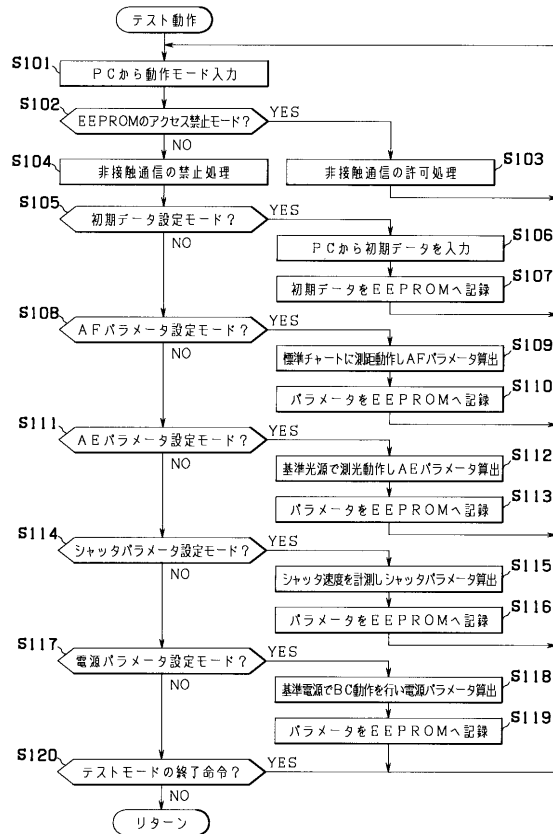 テスト動作
S101
PCから動作モード入力
S102
EEPROMのアクセス禁止モード?
YES
NO
S104
非接触通信の禁止処理
S103
非接触通信の許可処理
S105
初期データ設定モード?
YES
NO
S106
PCから初期データを入力
S107
初期データをEEPROMへ記録
S108
AFパラメータ設定モード?
YES
NO
S109
標準チャートに測距動作しAFパラメータ算出
S110
パラメータをEEPROMへ記録
S111
AEパラメータ設定モード?
YES
NO
S112
基準光源で測光動作しAEパラメータ算出
S113
パラメータをEEPROMへ記録
S114
シャッタパラメータ設定モード?
YES
NO
S115
シャッタ速度を計測しシャッタパラメータ算出
S116
パラメータをEEPROMへ記録
S117
電源パラメータ設定モード?
YES
NO
S118
基準電源でBC動作を行い電源パラメータ算出
S119
パラメータをEEPROMへ記録
S120
テストモードの終了命令?
YES
NO
リターン